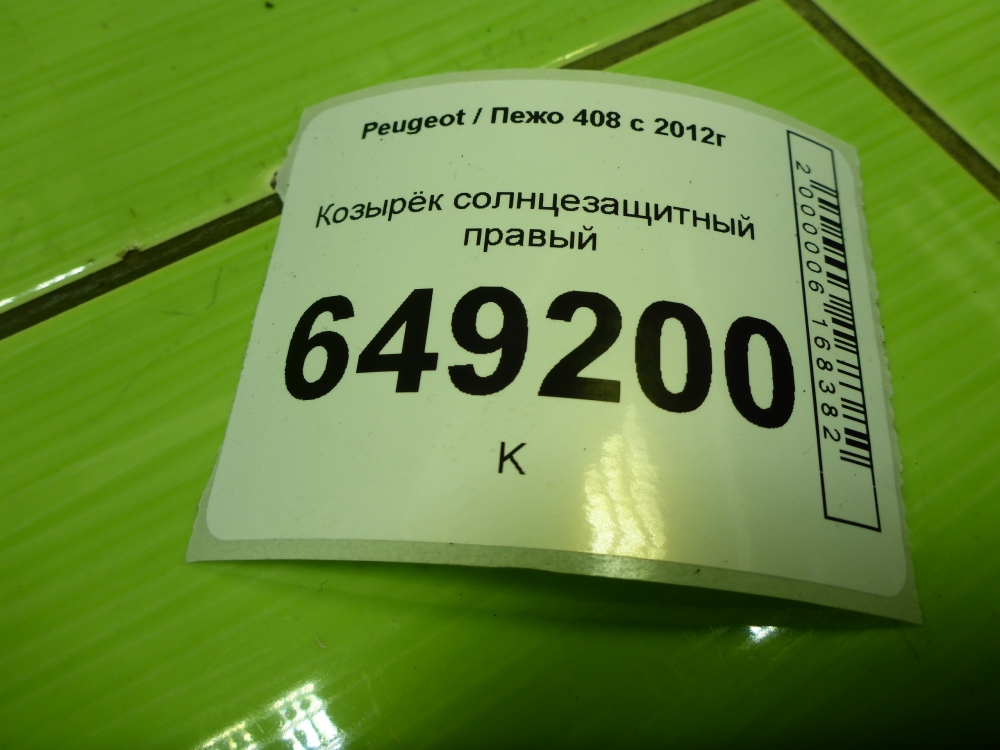 Peugeot / Пежо 408 с 2012г
Козырёк солнцезащитный
правый
649200
К
2000006168382